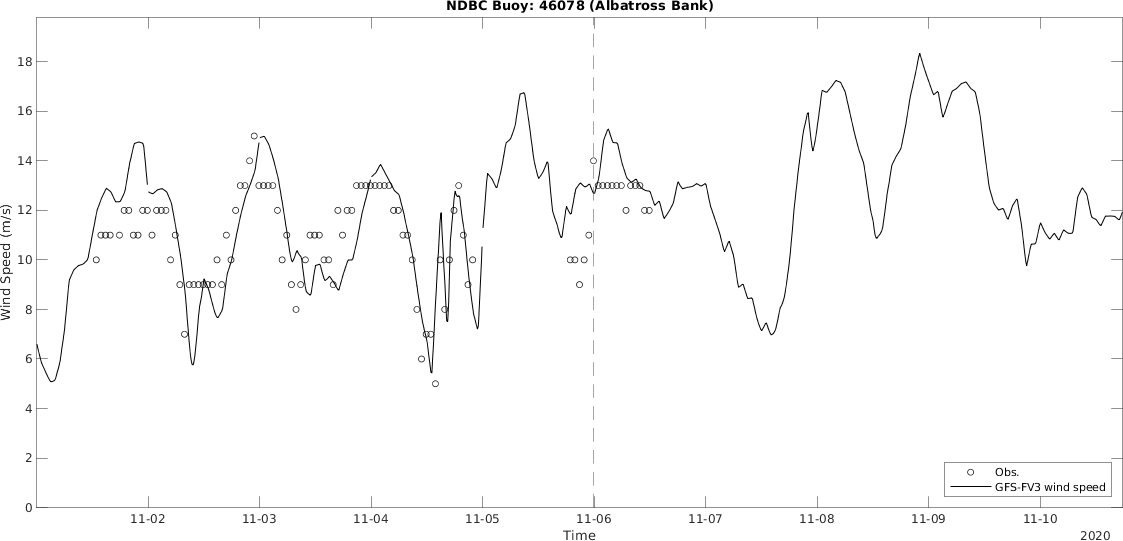 NDBC Buoy: 46078 (Albatross Bank)
18
16
14
12
10
8
6
4
2
0
Wind Speed (m/s)
Obs.
GFS-FV3 wind speed
11-02 11-03 11-04 11-05 11-06 11-07 11-08 11-09 11-10
Time
2020